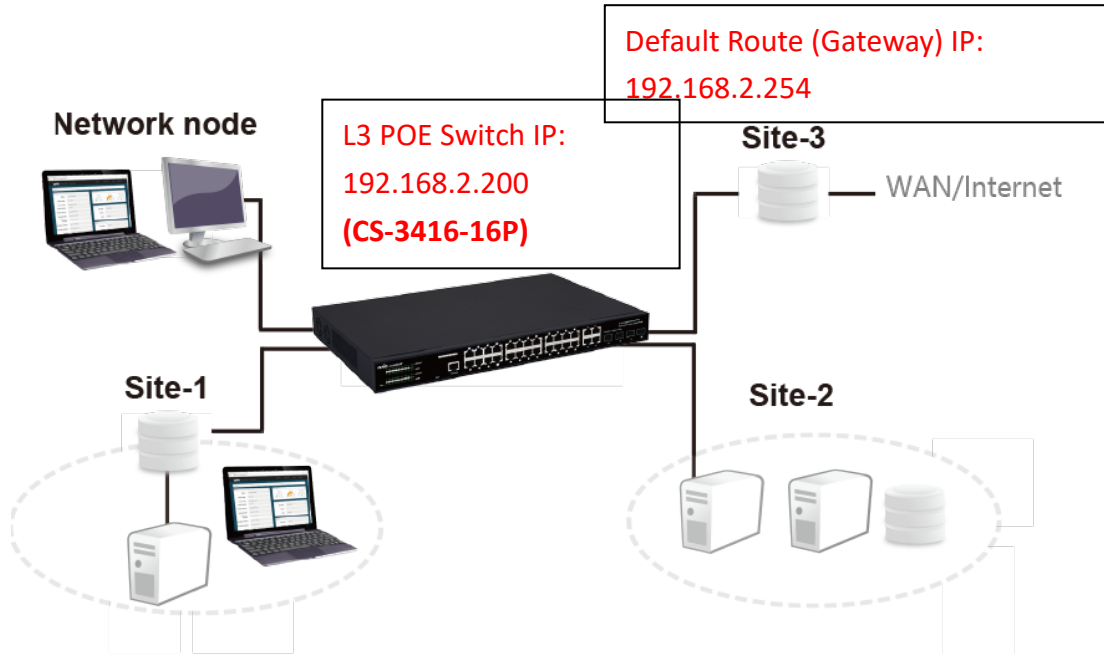 Default Route (Gateway) IP:
192.168.2.254
Network node
L3 POE Switch IP:
192.168.2.200
(CS-3416-16P)
Site-3
WAN/Internet
Site-1
Site-2